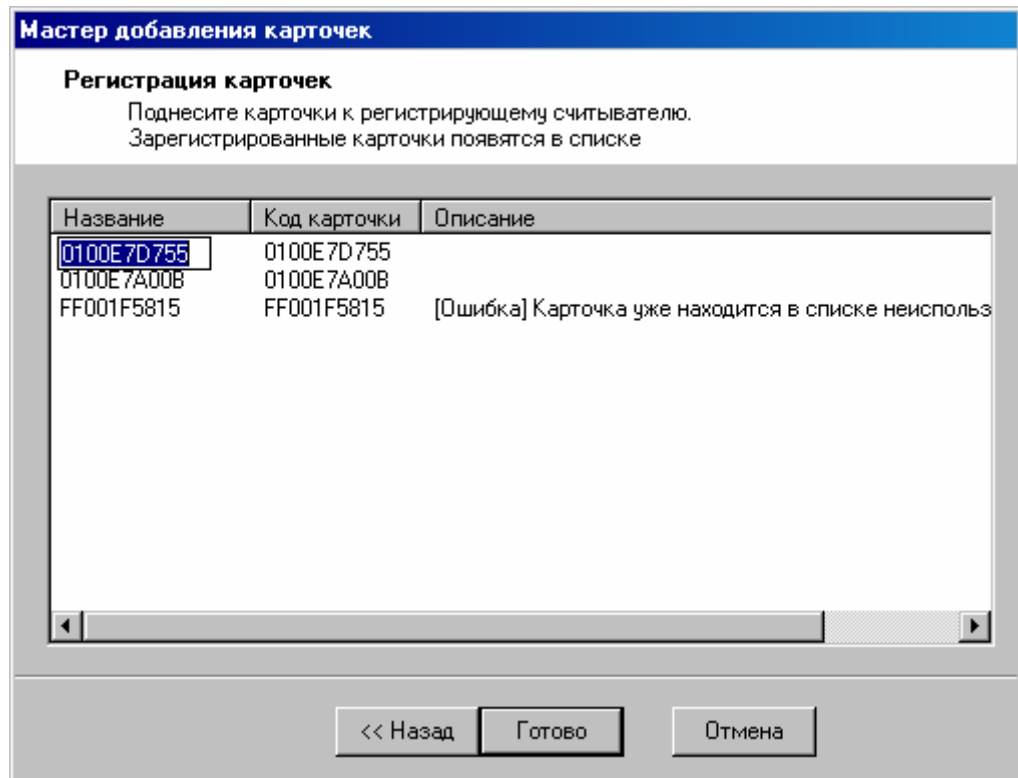 Мастер добавления карточек
Регистрация карточек
Поднесите карточки к регистрирующему считывателю.
Зарегистрированные карточки появятся в списке
Название Код карточки Описание
0100E7D755 0100E7D755
0100E7A00B 0100E7A00B
FF001F5815 FF001F5815 [Ошибка] Карточка уже находится в списке неиспольз
<< Назад Готово Отмена